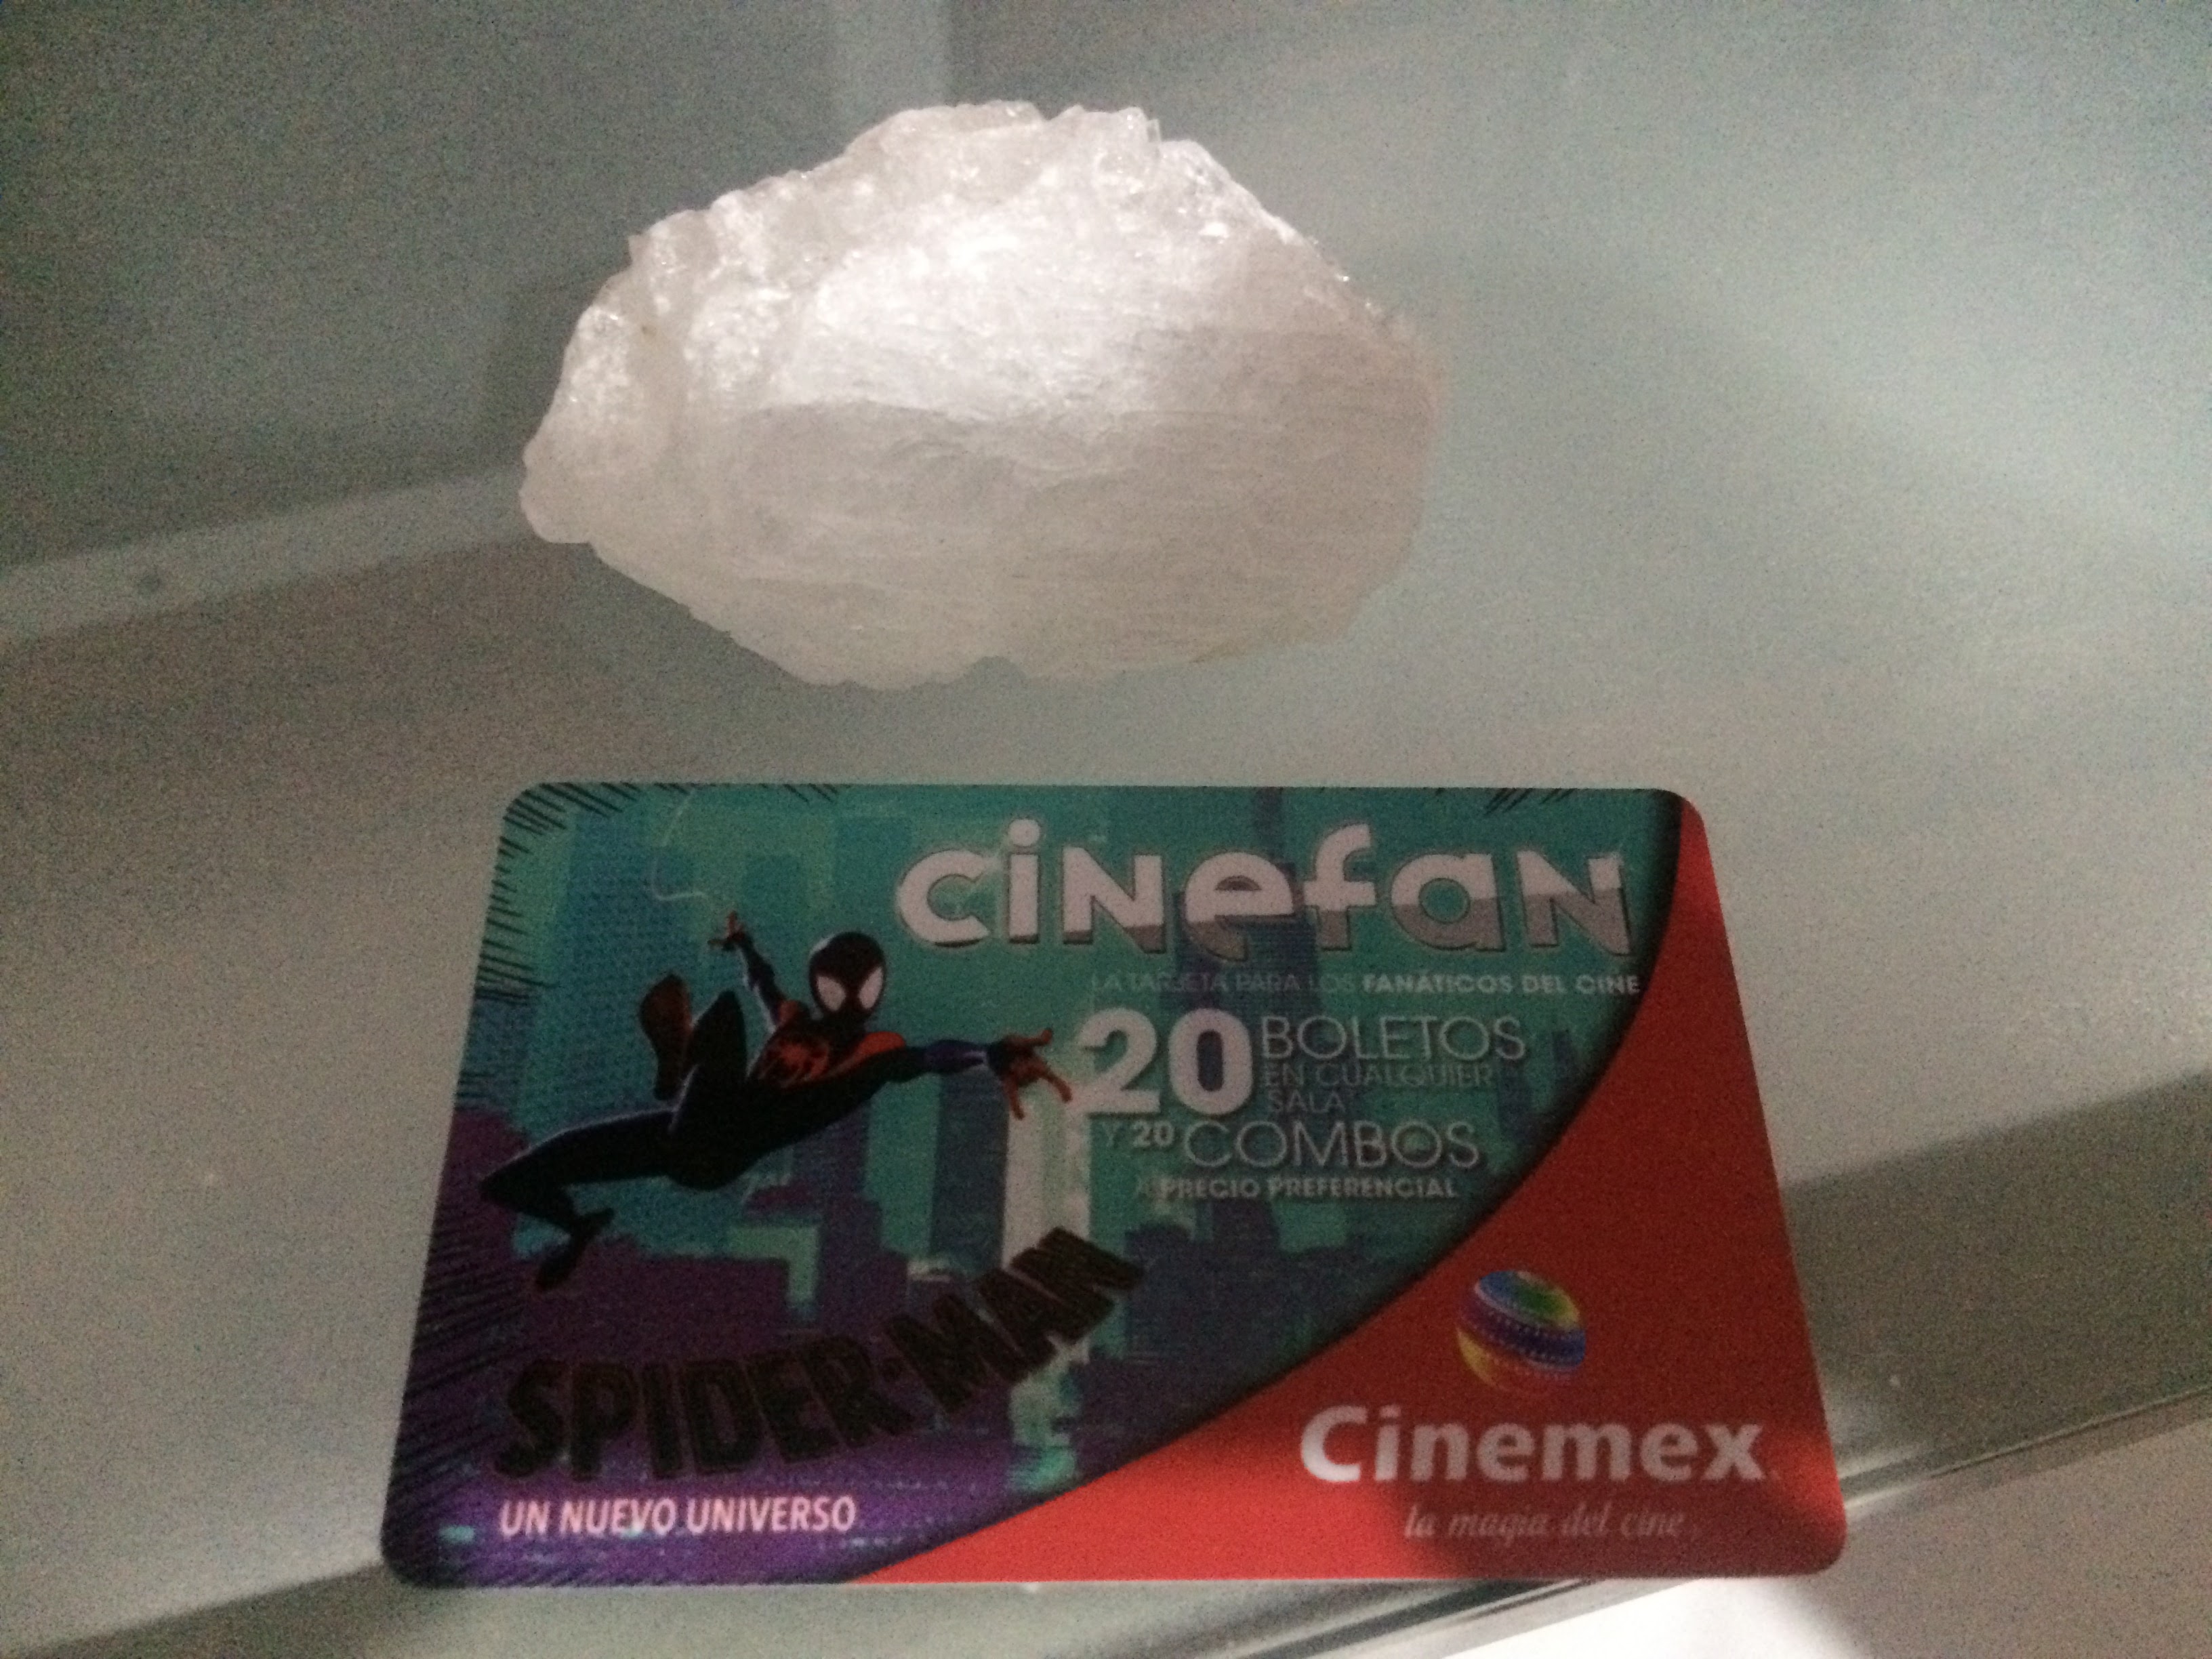 cinefan
LA TARJETA PARA LOS FANÁTICOS DEL CINE
20 BOLETOS
EN CUALQUIER
SALA
Y 20 COMBOS
A PRECIO PREFERENCIAL
SPIDER-MAN
UN NUEVO UNIVERSO
Cinemex
la magia del cine